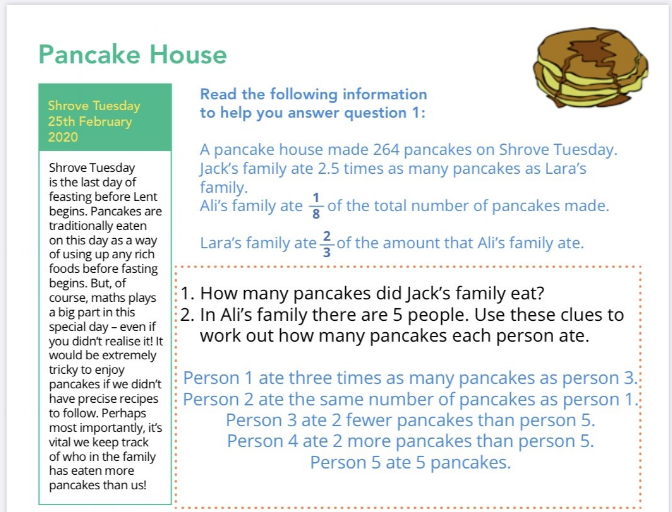 Pancake House
Shrove Tuesday
25th February
2020
Shrove Tuesday
is the last day of
feasting before Lent
begins. Pancakes are
traditionally eaten
on this day as a way
of using up any rich
foods before fasting
begins. But, of
course, maths plays
a big part in this
special day – even if
you didn't realise it! It
would be extremely
tricky to enjoy
pancakes if we didn't
have precise recipes
to follow. Perhaps
most importantly, it's
vital we keep track
of who in the family
has eaten more
pancakes than us!
Read the following information
to help you answer question 1:
A pancake house made 264 pancakes on Shrove Tuesday.
Jack's family ate 2.5 times as many pancakes as Lara's
family.
Ali's family ate 1/8 of the total number of pancakes made.
Lara's family ate 2/3 of the amount that Ali's family ate.
1. How many pancakes did Jack's family eat?
2. In Ali's family there are 5 people. Use these clues to
work out how many pancakes each person ate.
Person 1 ate three times as many pancakes as person 3.
Person 2 ate the same number of pancakes as person 1.
Person 3 ate 2 fewer pancakes than person 5.
Person 4 ate 2 more pancakes than person 5.
Person 5 ate 5 pancakes.